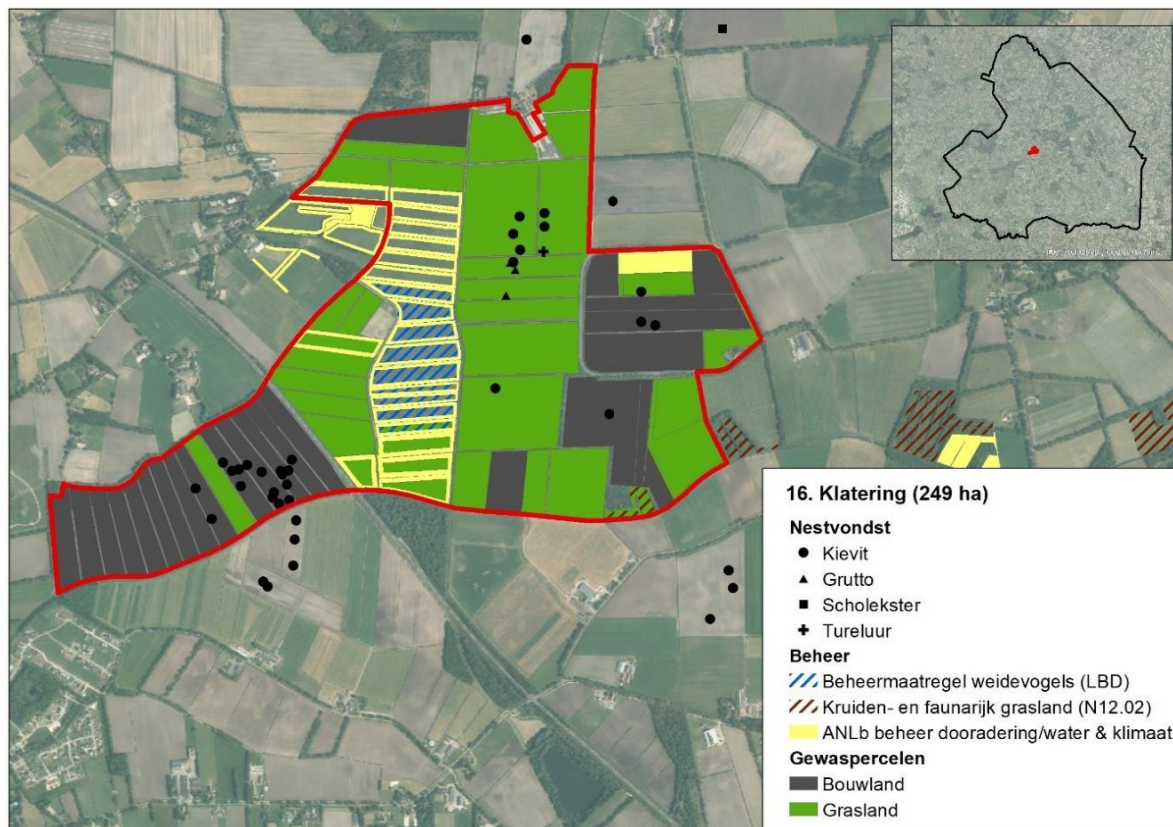 16. Klatering (249 ha)
Nestvondst
Kievit
Grutto
Scholekster
Tureluur
Beheer
Beheermaatregel weidevogels (LBD)
Kruiden- en faunarijk grasland (N12.02)
ANLb beheer dooradering/water & klimaat
Gewaspercelen
Bouwland
Grasland